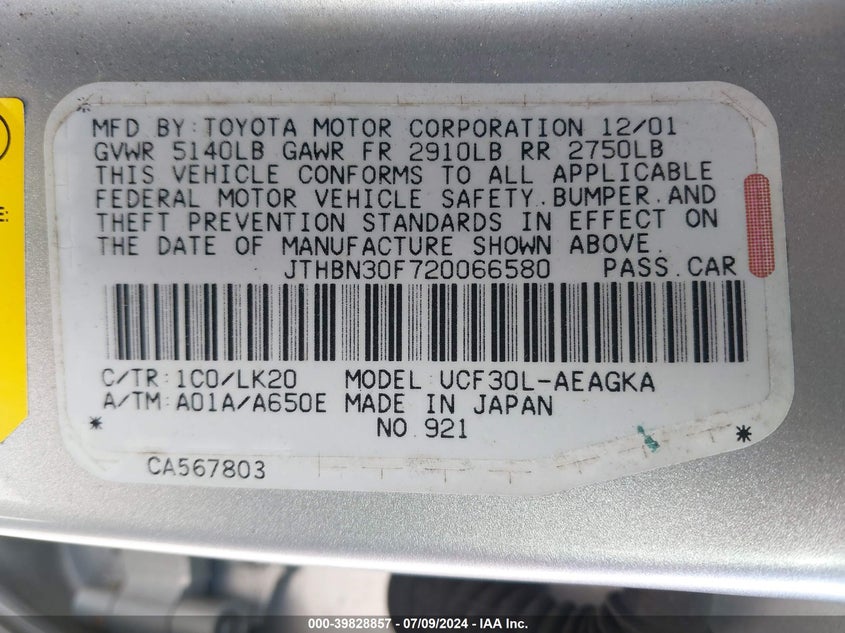 MFD BY: TOYOTA MOTOR CORPORATION 12/01
GVWR 5140LB GAWR FR 2910LB RR 2750LB
THIS VEHICLE CONFORMS TO ALL APPLICABLE
FEDERAL MOTOR VEHICLE SAFETY, BUMPER, AND
THEFT PREVENTION STANDARDS IN EFFECT ON
THE DATE OF MANUFACTURE SHOWN ABOVE.
JTHBN30F720066580 PASS. CAR
C/TR: 1C0/LK20 MODEL: UCF30L-AEAGKA
A/TM: A01A/A650E MADE IN JAPAN
* NO. 921 *
CA567803
E:
000-39828857 - 07/09/2024 - IAA Inc.